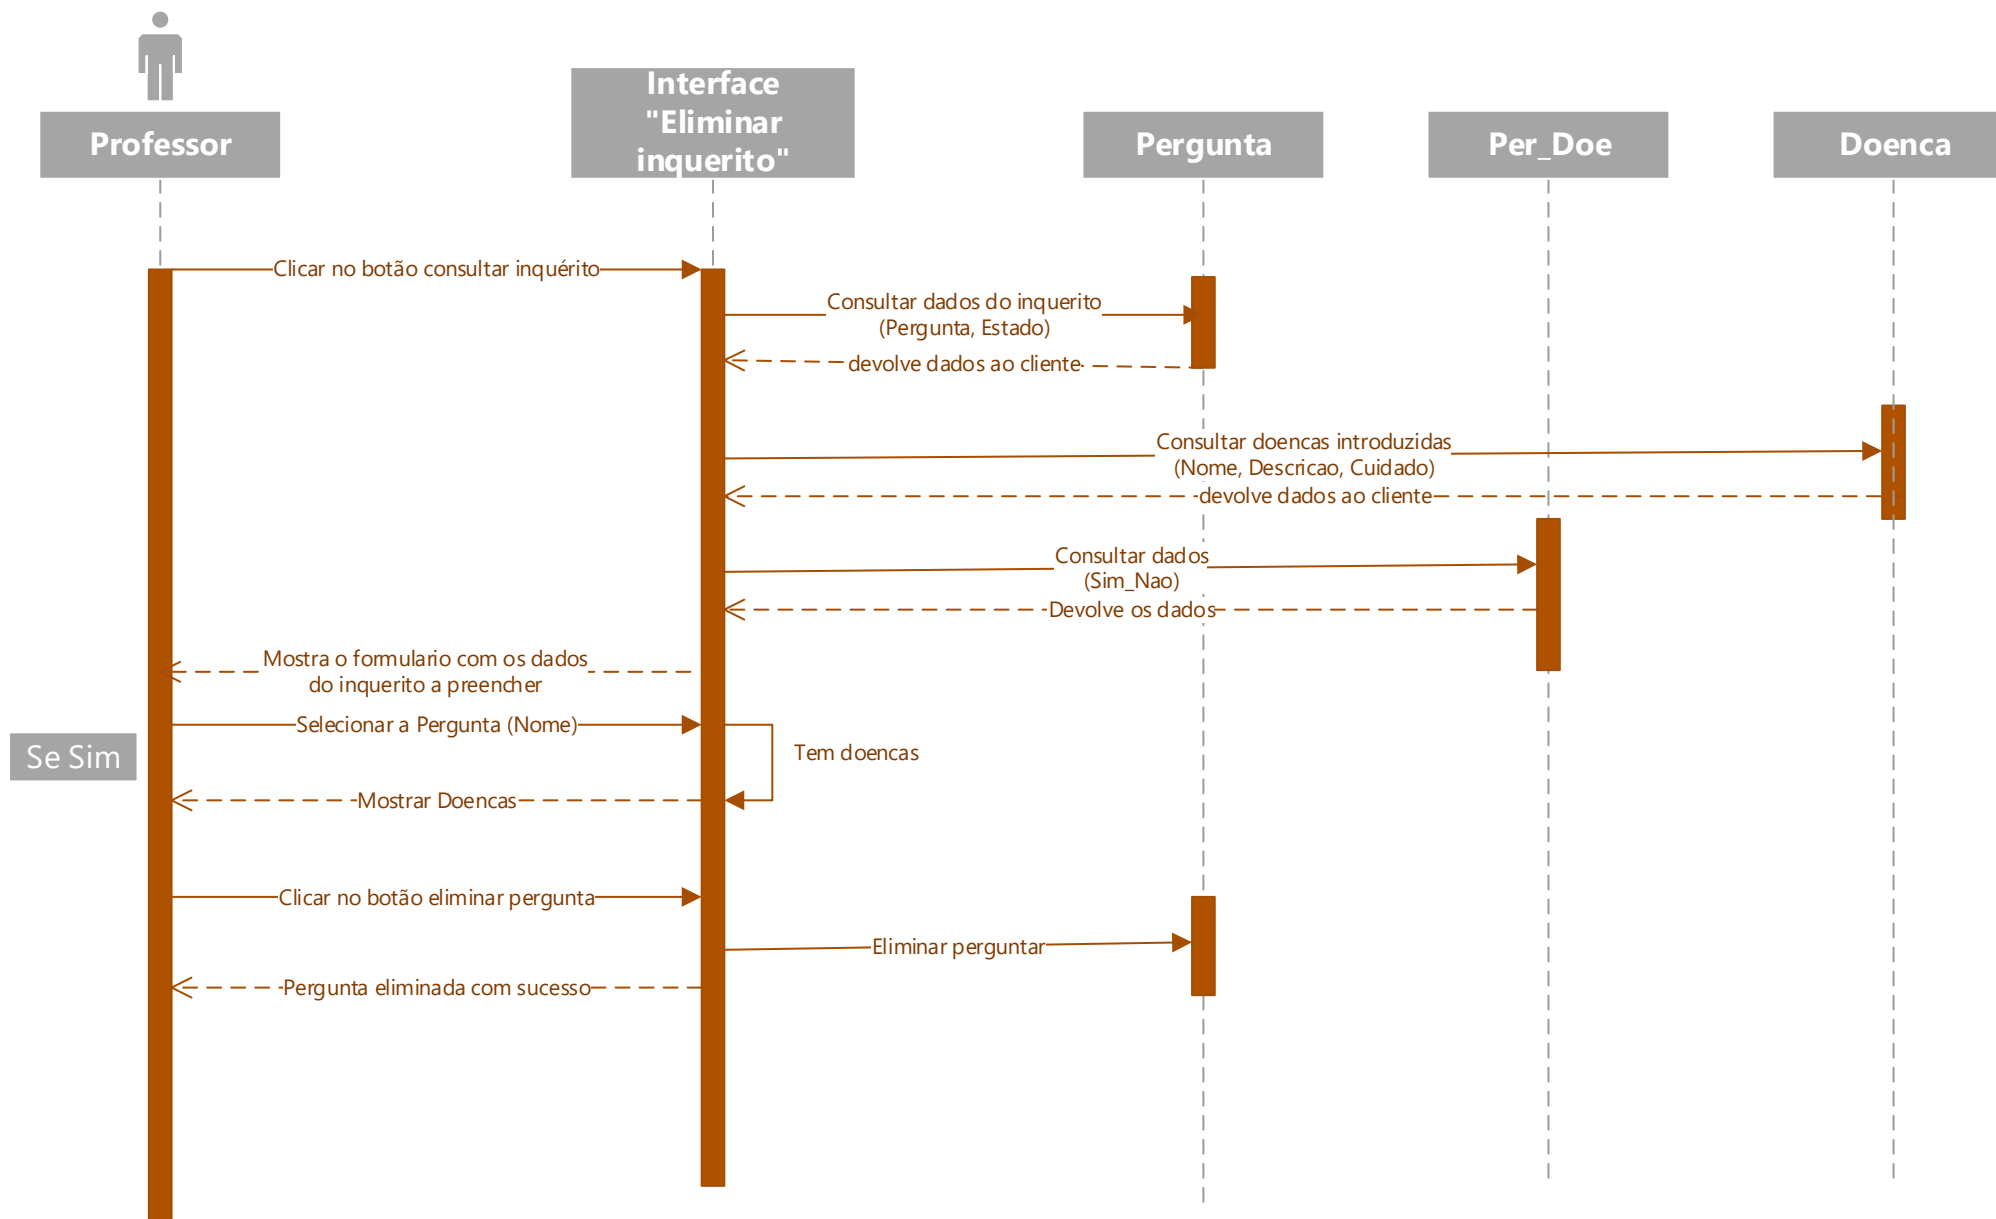 Professor
Interface
"Eliminar
inquerito"
Pergunta
Per_Doe
Doenca
Clicar no botão consultar inquérito
Consultar dados do inquerito
(Pergunta, Estado)
devolve dados ao cliente
Consultar doencas introduzidas
(Nome, Descricao, Cuidado)
devolve dados ao cliente
Consultar dados
(Sim_Nao)
Devolve os dados
Mostra o formulario com os dados
do inquerito a preencher
Selecionar a Pergunta (Nome)
Se Sim
Tem doencas
Mostrar Doencas
Clicar no botão eliminar pergunta
Eliminar perguntar
Pergunta eliminada com sucesso